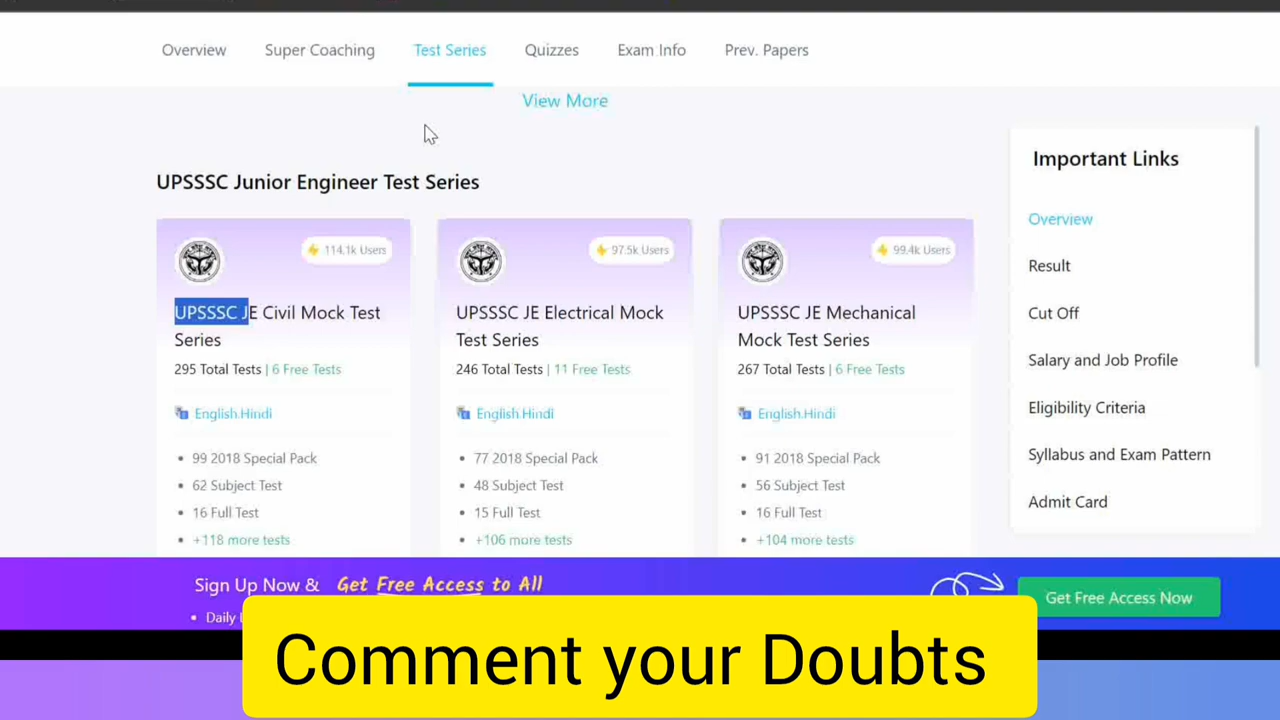 Overview Super Coaching Test Series Quizzes Exam Info Prev. Papers
View More
UPSSSC Junior Engineer Test Series
114.1k Users
UPSSSC JE Civil Mock Test
Series
295 Total Tests | 6 Free Tests
English,Hindi
99 2018 Special Pack
62 Subject Test
16 Full Test
+118 more tests
97.5k Users
UPSSSC JE Electrical Mock
Test Series
246 Total Tests | 11 Free Tests
English,Hindi
77 2018 Special Pack
48 Subject Test
15 Full Test
+106 more tests
99.4k Users
UPSSSC JE Mechanical
Mock Test Series
267 Total Tests | 6 Free Tests
English,Hindi
91 2018 Special Pack
56 Subject Test
16 Full Test
+104 more tests
Important Links
Overview
Result
Cut Off
Salary and Job Profile
Eligibility Criteria
Syllabus and Exam Pattern
Admit Card
Sign Up Now & Get Free Access to All
Daily
Get Free Access Now
Comment your Doubts